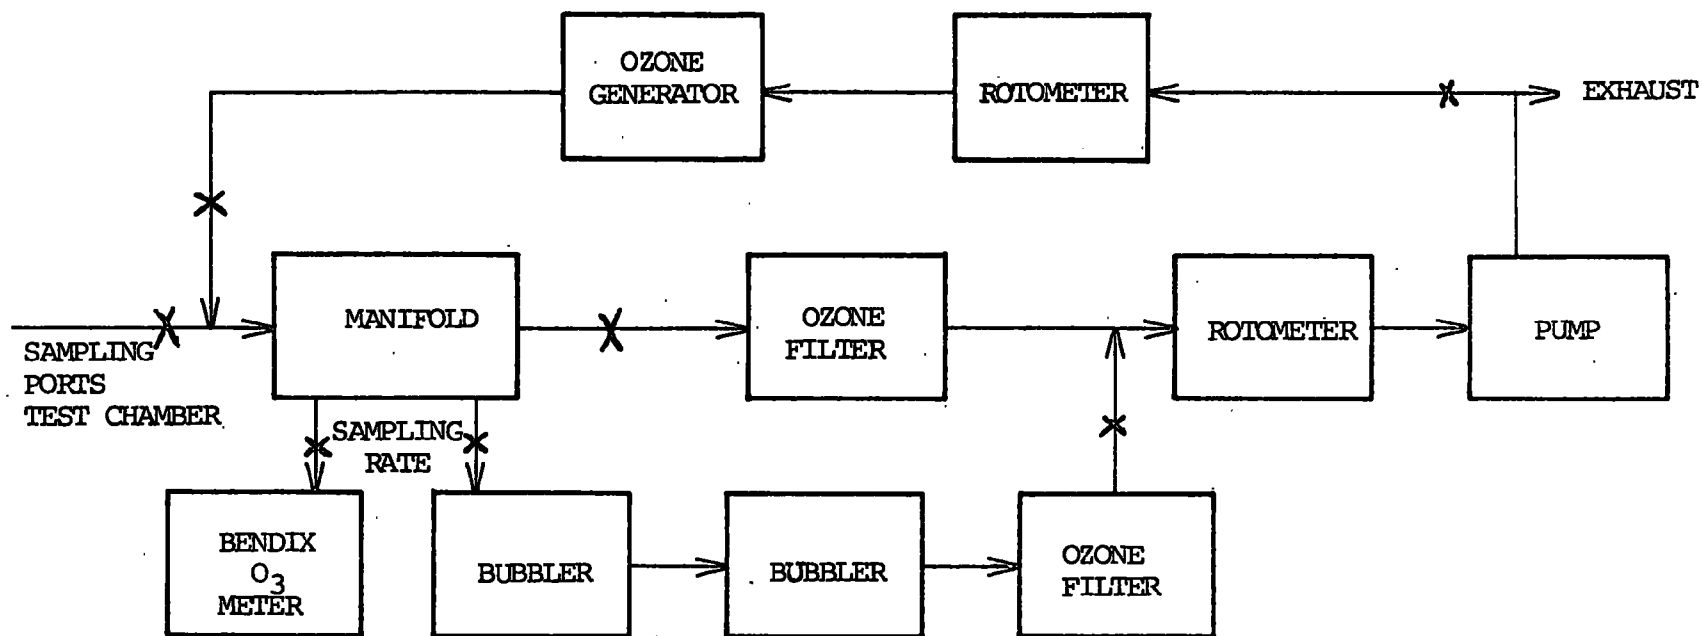 OZONE
GENERATOR
ROTOMETER
EXHAUST
SAMPLING
PORTS
TEST CHAMBER
MANIFOLD
OZONE
FILTER
ROTOMETER
PUMP
SAMPLING
RATE
BENDIX
O3
METER
BUBBLER
BUBBLER
OZONE
FILTER